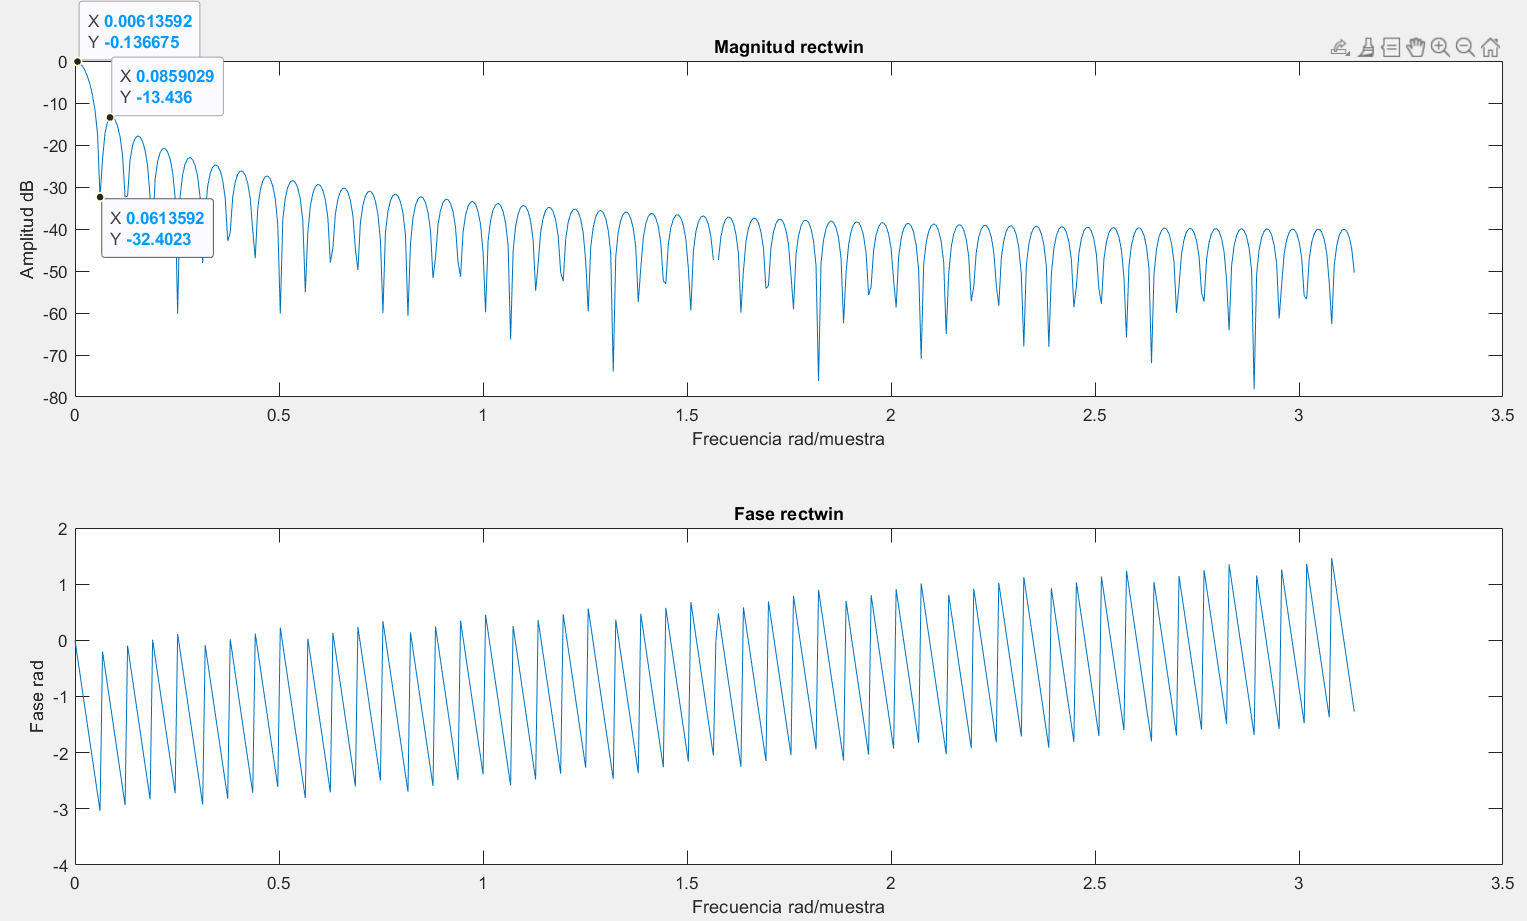 X 0.00613592
Y -0.136675
Magnitud rectwin
X 0.0859029
Y -13.436
X 0.0613592
Y -32.4023
0
-10
-20
-30
-40
-50
-60
-70
-80
Amplitud dB
0 0.5 1 1.5 2 2.5 3 3.5
Frecuencia rad/muestra
Fase rectwin
2
1
0
-1
-2
-3
-4
Fase rad
0 0.5 1 1.5 2 2.5 3 3.5
Frecuencia rad/muestra